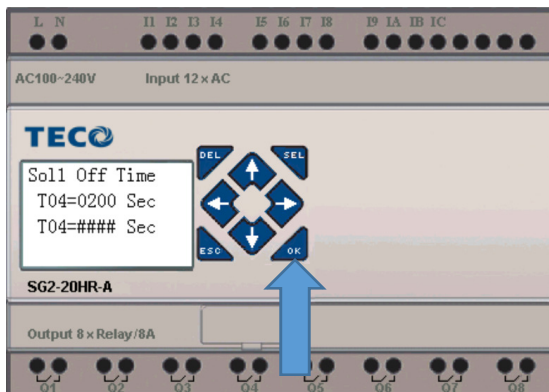 L N I1 I2 I3 I4 I5 I6 I7 I8 I9 IA IB IC
AC100~240V Input 12×AC
TECO
DEL SEL
Sol1 Off Time
T04=0200 Sec
T04=#### Sec
ESC OK
SG2-20HR-A
Output 8×Relay/8A
Q1 Q2 Q3 Q4 Q5 Q6 Q7 Q8